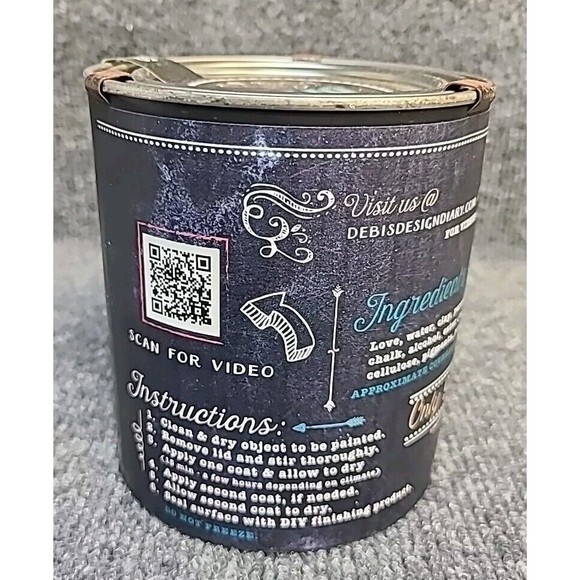 Visit us @
DEBISDESIGNDIARY.CO
FOR
SCAN FOR VIDEO
Ingredients
Love, water, clay
chalk, alcohol,
cellulose,
APPROXIMATE
Only
Instructions:
1. Clean & dry object to be painted.
2. Remove lid and stir thoroughly.
3. Apply one coat & allow to dry
min. - few hours depending on climate)
4. Apply second coat, if needed.
5. Allow second coat to dry.
6. Seal surface with DIY finishing product.
DO NOT FREEZE.